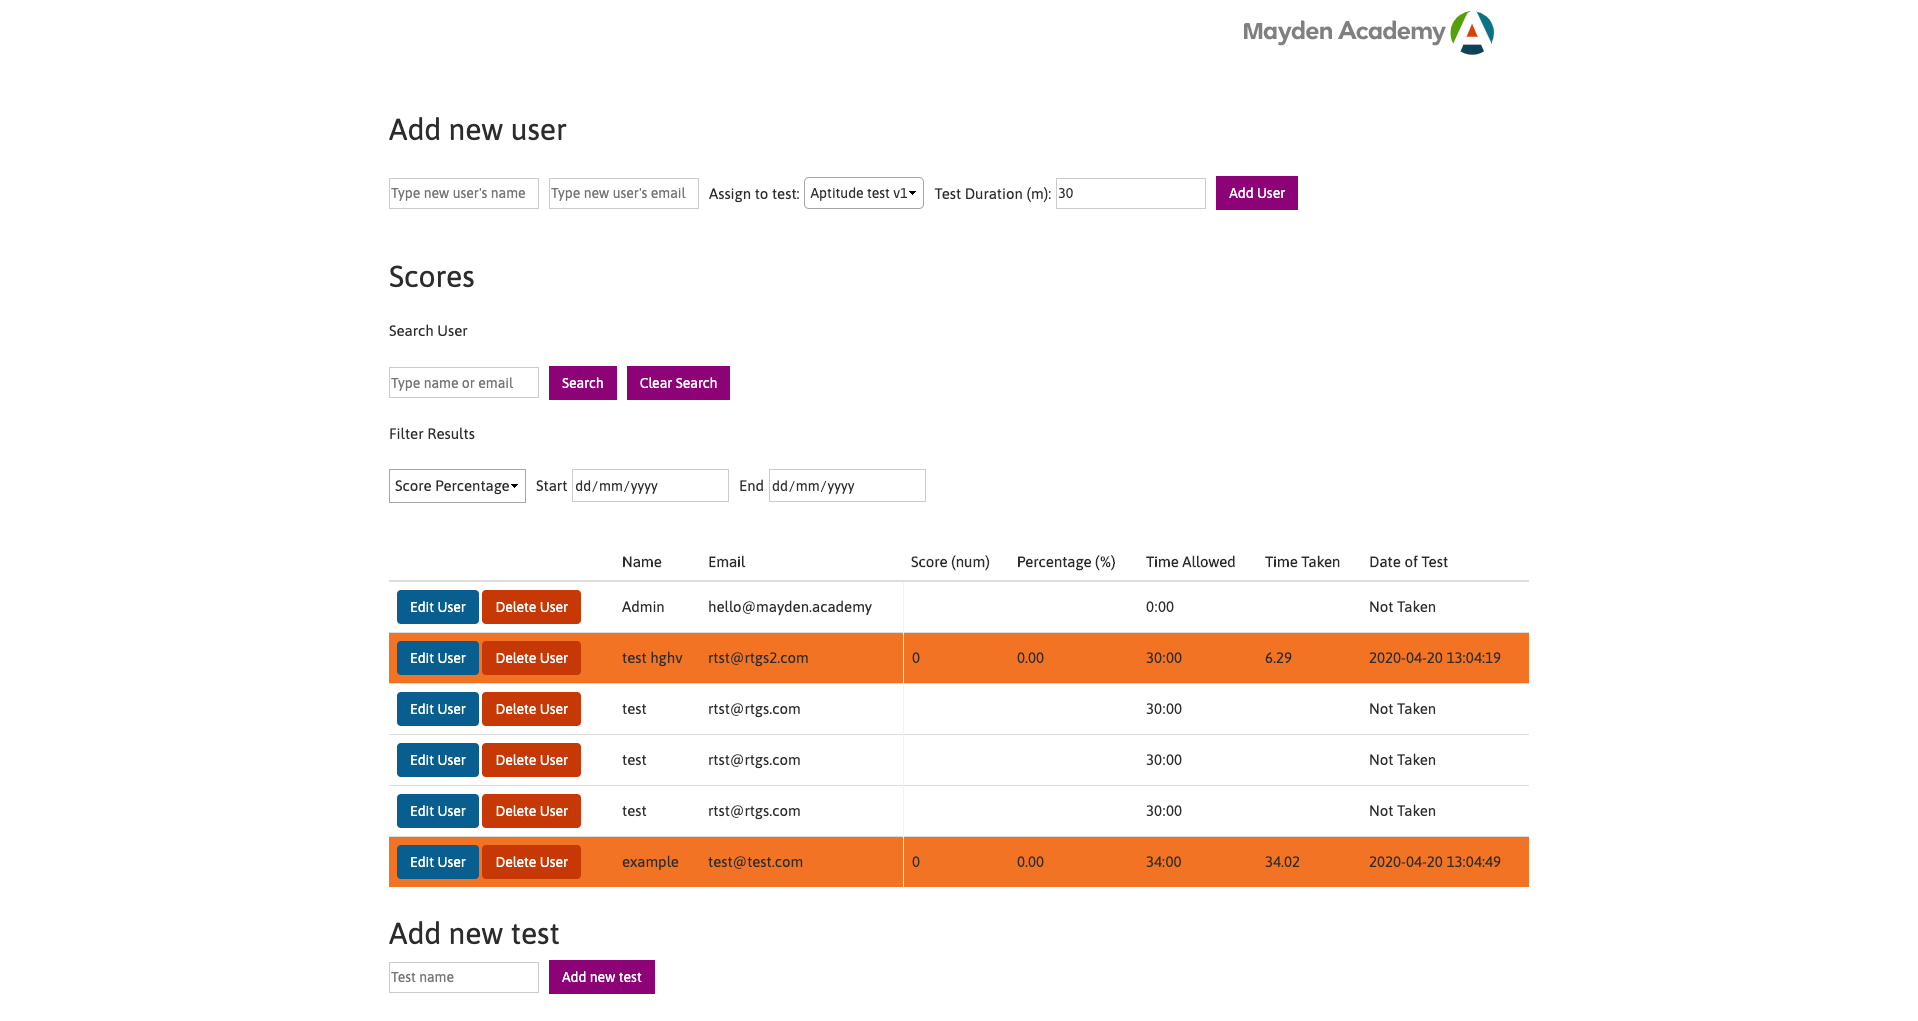 Mayden Academy
Add new user
Type new user's name Type new user's email Assign to test: Aptitude test v1 Test Duration (m): 30 Add User
Scores
Search User
Type name or email Search Clear Search
Filter Results
Score Percentage Start dd/mm/yyyy End dd/mm/yyyy
Name Email Score (num) Percentage (%) Time Allowed Time Taken Date of Test
Edit User Delete User Admin hello@mayden.academy 0:00 Not Taken
Edit User Delete User test hghv rtst@rtgs2.com 0 0.00 30:00 6.29 2020-04-20 13:04:19
Edit User Delete User test rtst@rtgs.com 30:00 Not Taken
Edit User Delete User test rtst@rtgs.com 30:00 Not Taken
Edit User Delete User test rtst@rtgs.com 30:00 Not Taken
Edit User Delete User example test@test.com 0 0.00 34:00 34.02 2020-04-20 13:04:49
Add new test
Test name Add new test